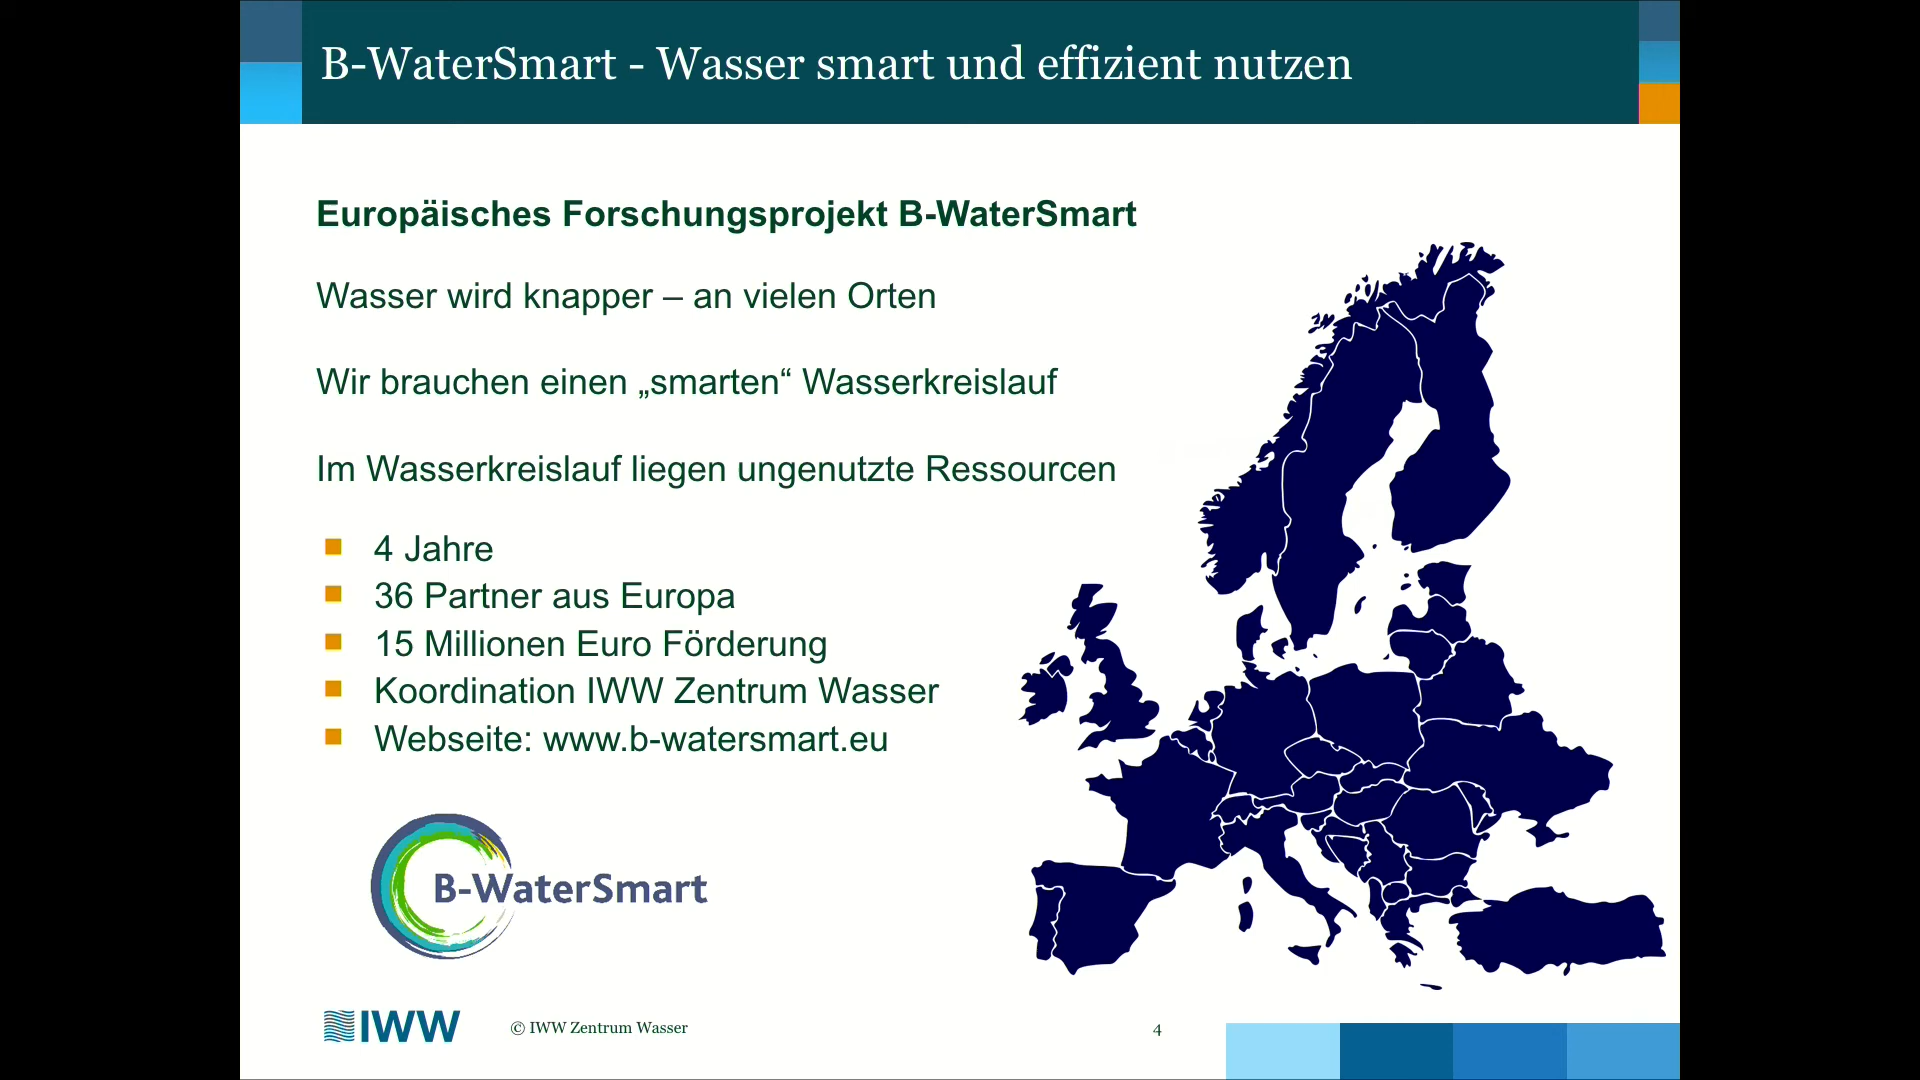 B-WaterSmart - Wasser smart und effizient nutzen
Europäisches Forschungsprojekt B-WaterSmart
Wasser wird knapper – an vielen Orten
Wir brauchen einen „smarten“ Wasserkreislauf
Im Wasserkreislauf liegen ungenutzte Ressourcen
4 Jahre
36 Partner aus Europa
15 Millionen Euro Förderung
Koordination IWW Zentrum Wasser
Webseite: www.b-watersmart.eu
B-WaterSmart
IWW
© IWW Zentrum Wasser
4